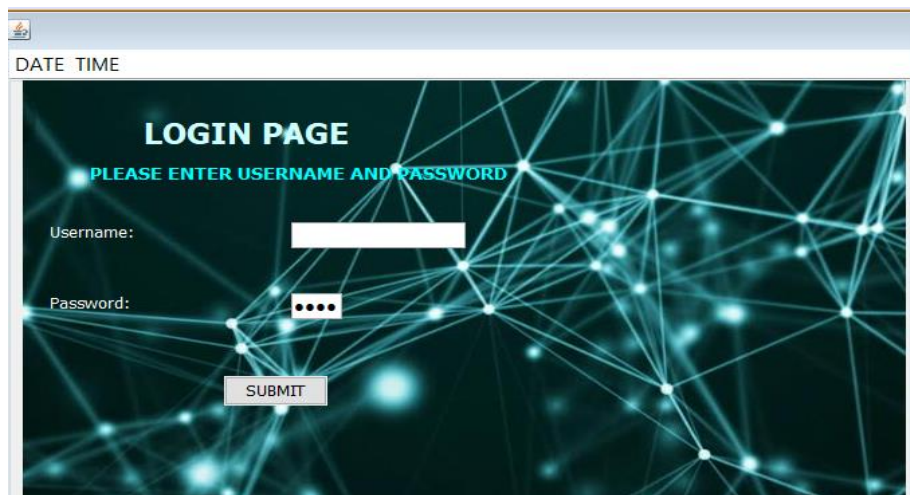 DATE TIME
LOGIN PAGE
PLEASE ENTER USERNAME AND PASSWORD
Username:
Password: ••••
SUBMIT